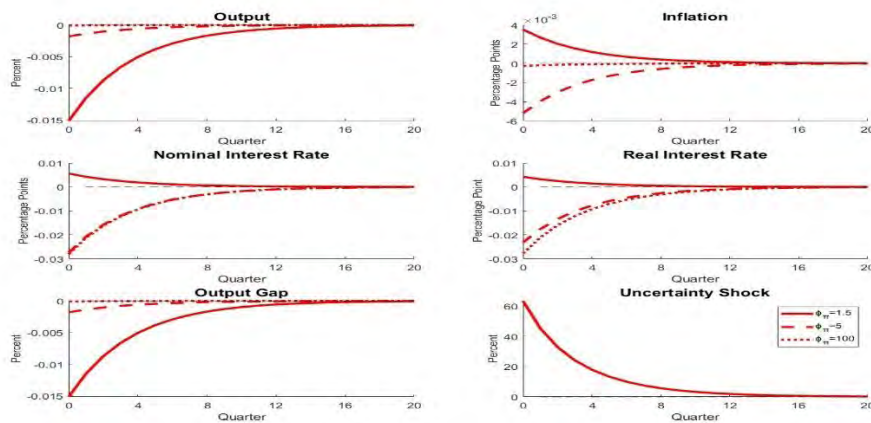 Output
Percent
0
-0.005
-0.01
-0.015
0 4 8 12 16 20
Quarter
Inflation
× 10⁻³
Percentage Points
4
2
0
-2
-4
-6
0 4 8 12 16 20
Quarter
Nominal Interest Rate
Percentage Points
0.01
0
-0.01
-0.02
-0.03
0 4 8 12 16 20
Quarter
Real Interest Rate
Percentage Point
0.01
0
-0.01
-0.02
-0.03
0 4 8 12 16 20
Quarter
Output Gap
Percent
0
-0.005
-0.01
-0.015
0 4 8 12 16 20
Quarter
Uncertainty Shock
Percent
60
40
20
0
0 4 8 12 16 20
Quarter
ϕπ=1.5
ϕπ=5
ϕπ=100